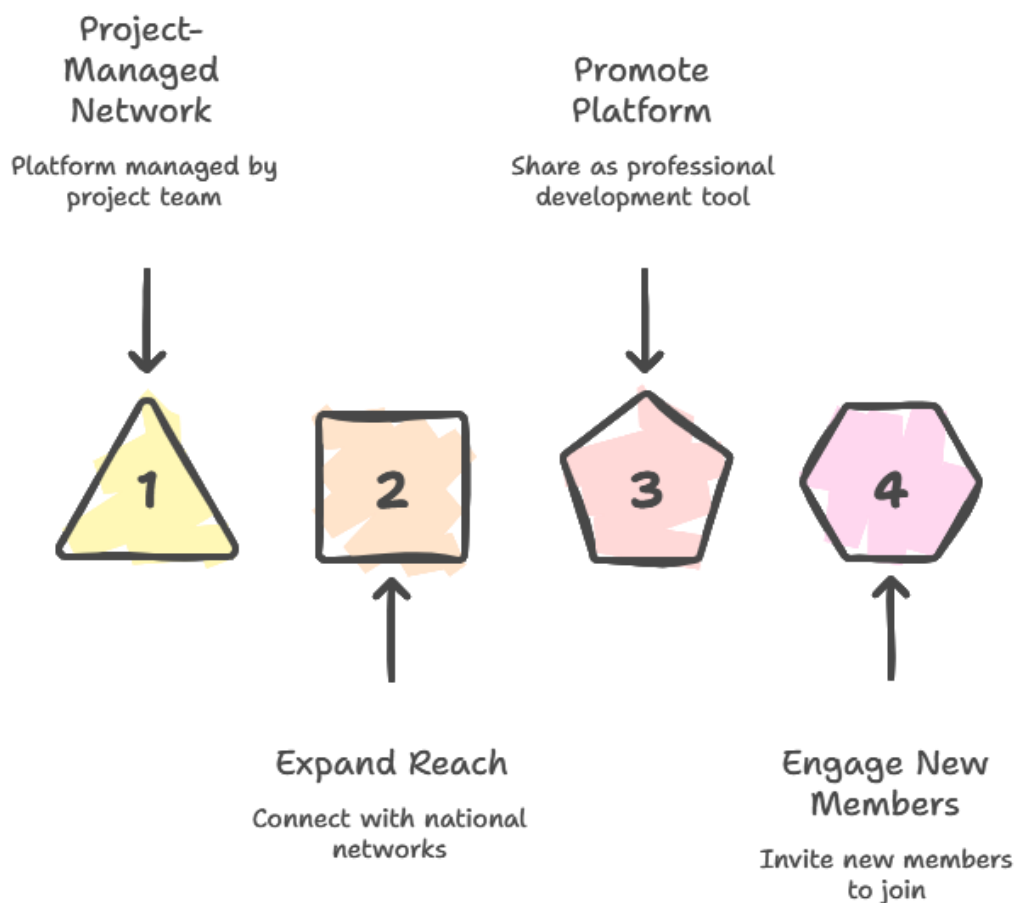 Project-
Managed
Network
Platform managed by
project team
Promote
Platform
Share as professional
development tool
1
2
3
4
Expand Reach
Connect with national
networks
Engage New
Members
Invite new members
to join